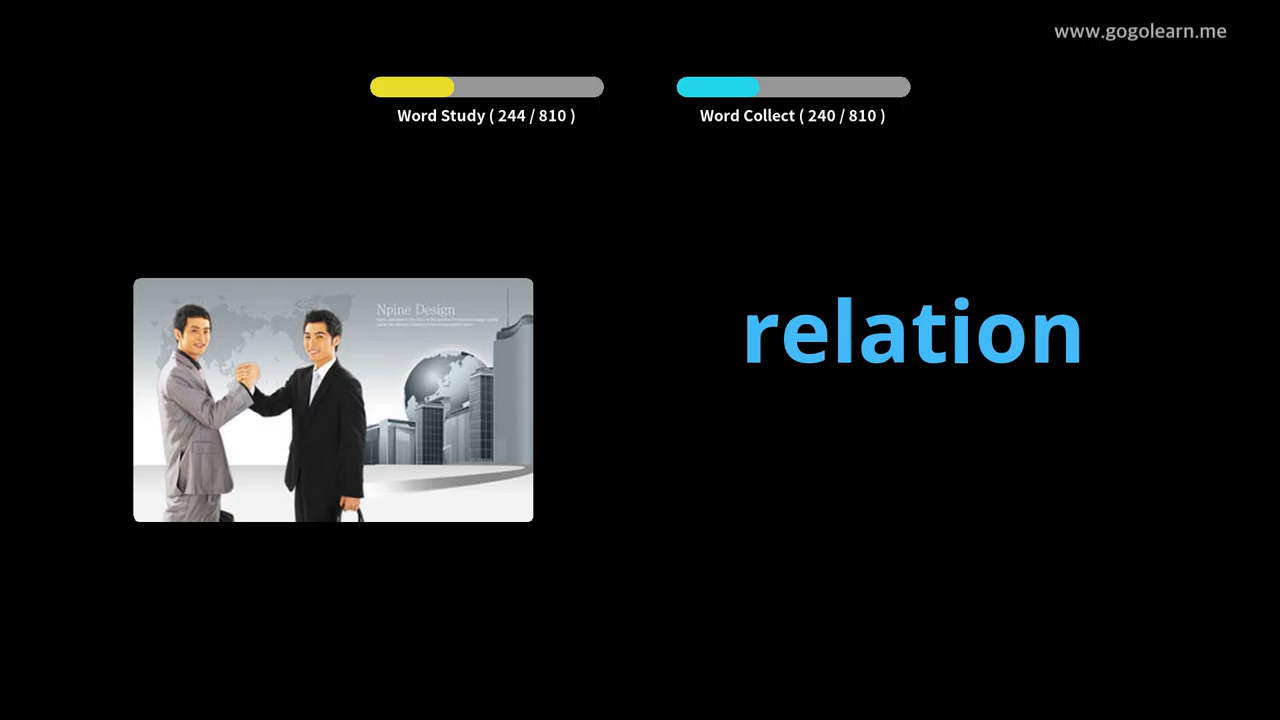 www.gogolearn.me
Word Study ( 244 / 810 )
Word Collect ( 240 / 810 )
Npine Design
relation